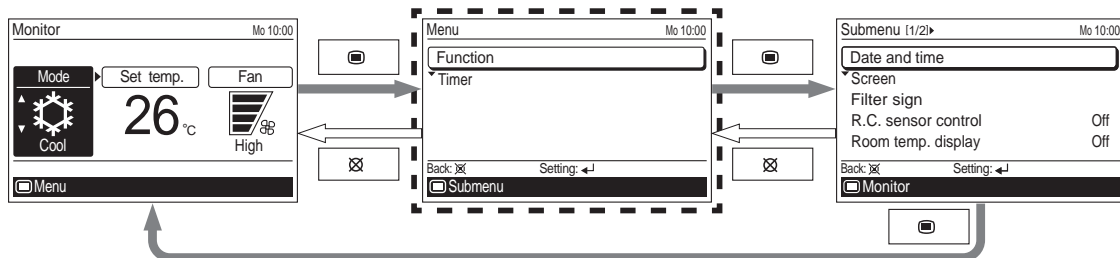 Monitor Mo 10:00
Mode Set temp. Fan
26 °C
Cool High
Menu
Menu Mo 10:00
Function
Timer
Back: Setting:
Submenu
Submenu [1/2] Mo 10:00
Date and time
Screen
Filter sign
R.C. sensor control Off
Room temp. display Off
Back: Setting:
Monitor